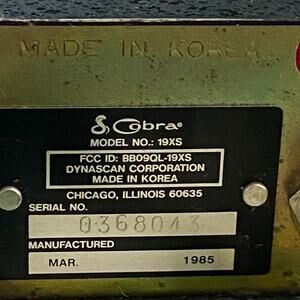 MADE IN KOREA
Cobra®
MODEL NO.: 19XS
FCC ID: BB09QL-19XS
DYNASCAN CORPORATION
MADE IN KOREA
CHICAGO, ILLINOIS 60635
SERIAL NO.
0368043
MANUFACTURED
MAR. 1985